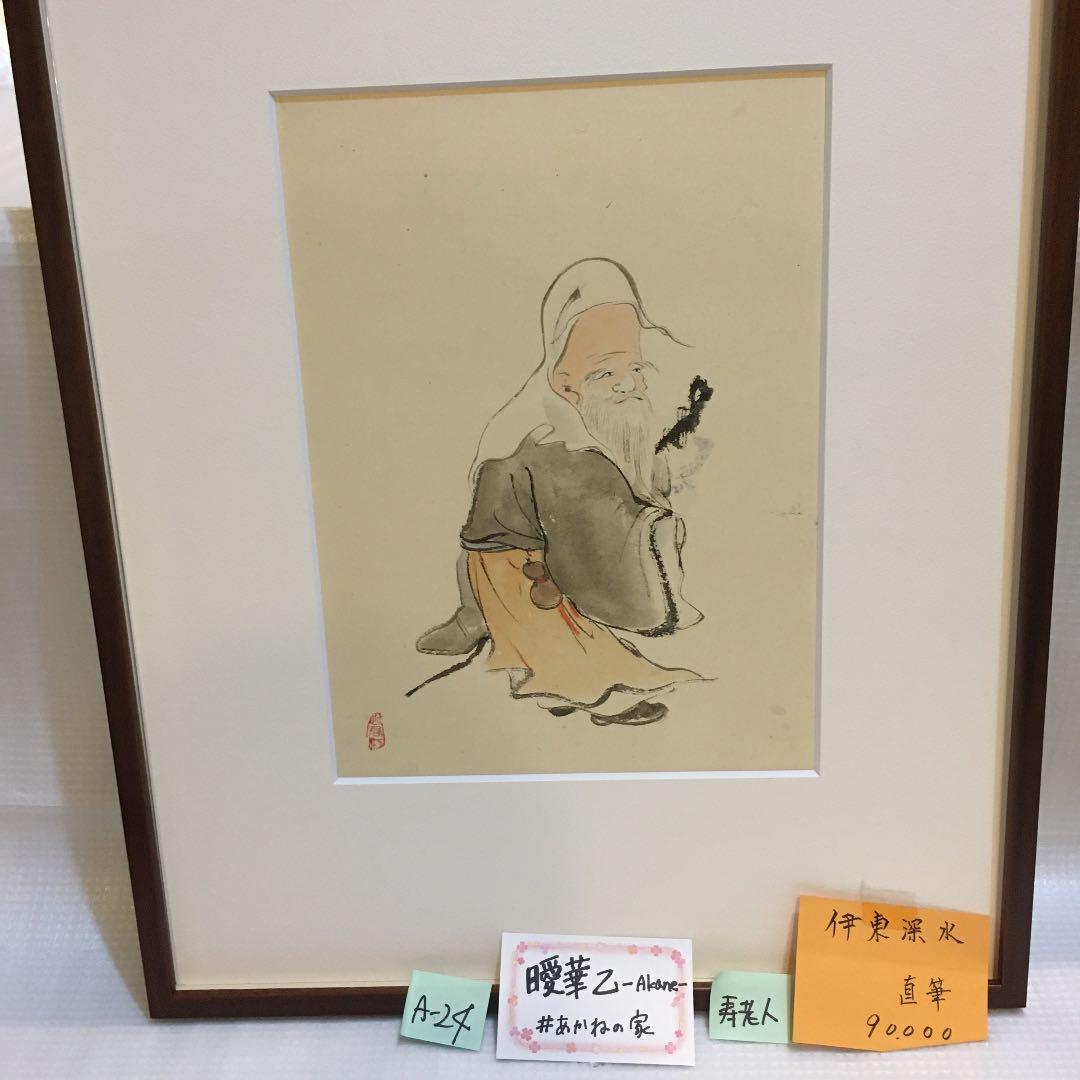 伊東深水
直筆
90.000
A-24
曖華乙-Akane-
#あかねの家
寿老人